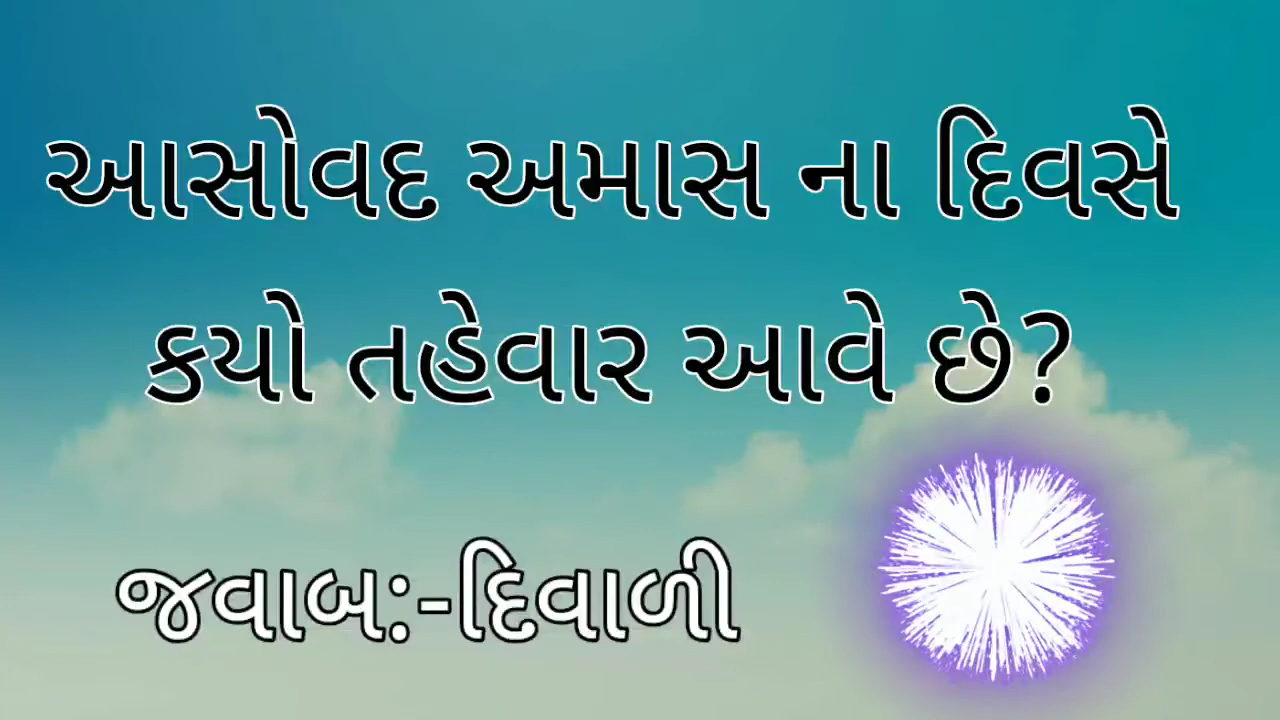 આસોવદ અમાસ ના દિવસે
કયો તહેવાર આવે છે?
જવાબ:-દિવાળી